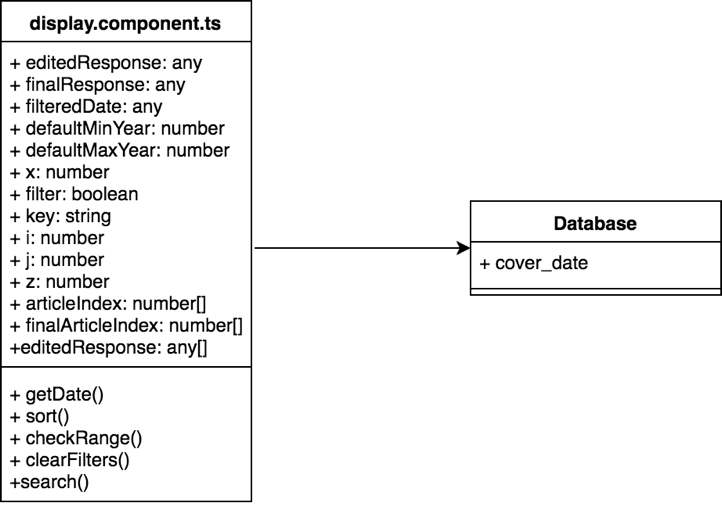 display.component.ts
+ editedResponse: any
+ finalResponse: any
+ filteredDate: any
+ defaultMinYear: number
+ defaultMaxYear: number
+ x: number
+ filter: boolean
+ key: string
+ i: number
+ j: number
+ z: number
+ articleIndex: number[]
+ finalArticleIndex: number[]
+editedResponse: any[]
+ getDate()
+ sort()
+ checkRange()
+ clearFilters()
+search()
Database
+ cover_date